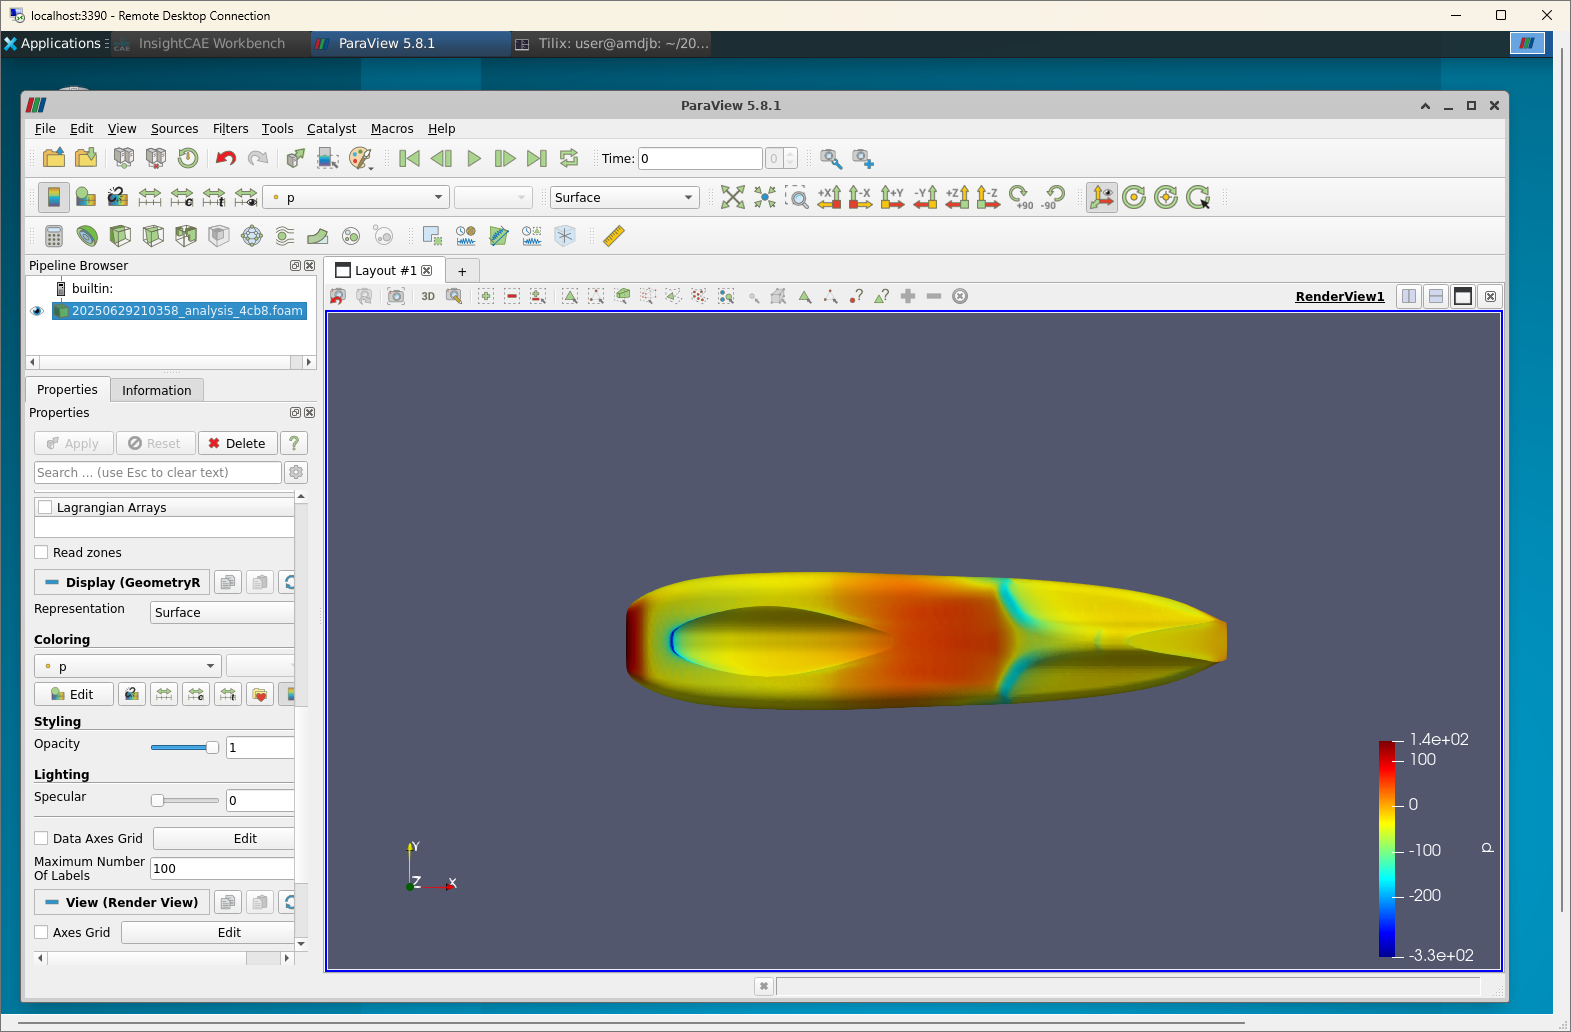 localhost:3390 - Remote Desktop Connection
Applications
InsightCAE Workbench
ParaView 5.8.1
Tilix: user@amdjb: ~/20...
ParaView 5.8.1
File Edit View Sources Filters Tools Catalyst Macros Help
Time: 0 0
p Surface +X -X +Y -Y +Z -Z +90 -90
Pipeline Browser
builtin:
20250629210358_analysis_4cb8.foam
Layout #1 +
3D
RenderView1
Properties Information
Properties
Apply Reset Delete ?
Search ... (use Esc to clear text)
Lagrangian Arrays
Read zones
Display (GeometryR
Representation Surface
Coloring
p
Edit
Styling
Opacity 1
Lighting
Specular 0
Data Axes Grid Edit
Maximum Number
Of Labels
100
View (Render View)
Axes Grid Edit
Y
Z
X
1.4e+02
100
0
-100
-200
-3.3e+02
p